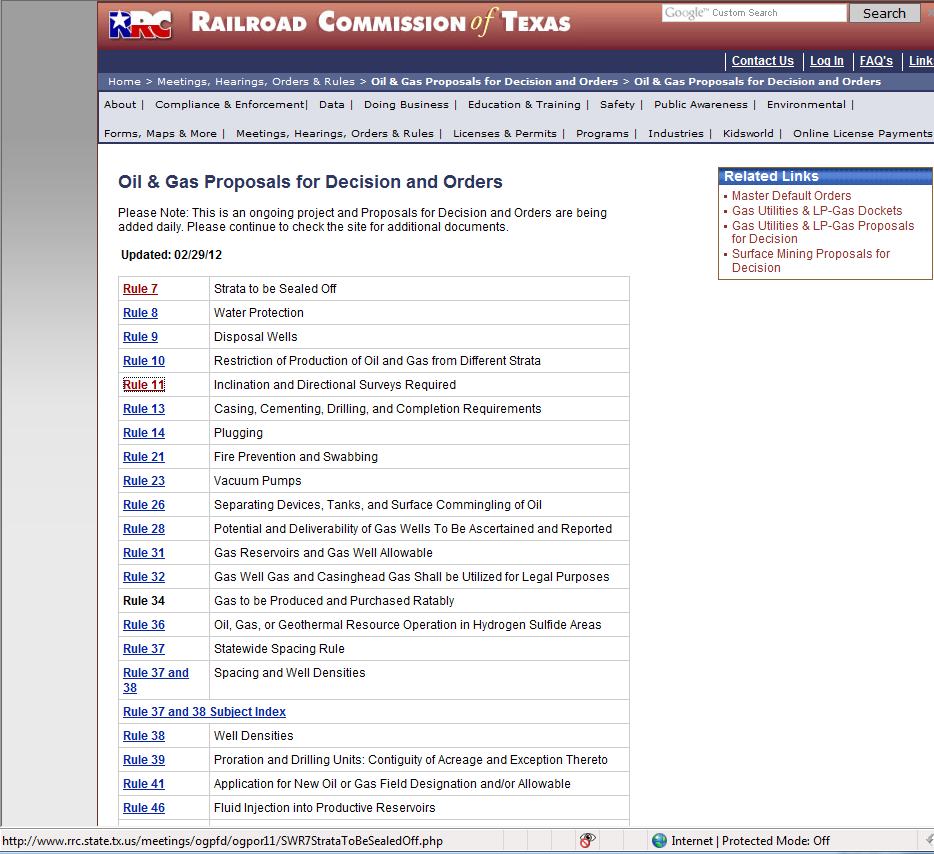 RRC RAILROAD COMMISSION of TEXAS
Google™ Custom Search Search
Contact Us | Log In | FAQ's | Link
Home > Meetings, Hearings, Orders & Rules > Oil & Gas Proposals for Decision and Orders > Oil & Gas Proposals for Decision and Orders
About | Compliance & Enforcement| Data | Doing Business | Education & Training | Safety | Public Awareness | Environmental |
Forms, Maps & More | Meetings, Hearings, Orders & Rules | Licenses & Permits | Programs | Industries | Kidsworld | Online License Payments
Oil & Gas Proposals for Decision and Orders
Please Note: This is an ongoing project and Proposals for Decision and Orders are being
added daily. Please continue to check the site for additional documents.
Updated: 02/29/12
Rule 7 Strata to be Sealed Off
Rule 8 Water Protection
Rule 9 Disposal Wells
Rule 10 Restriction of Production of Oil and Gas from Different Strata
Rule 11 Inclination and Directional Surveys Required
Rule 13 Casing, Cementing, Drilling, and Completion Requirements
Rule 14 Plugging
Rule 21 Fire Prevention and Swabbing
Rule 23 Vacuum Pumps
Rule 26 Separating Devices, Tanks, and Surface Commingling of Oil
Rule 28 Potential and Deliverability of Gas Wells To Be Ascertained and Reported
Rule 31 Gas Reservoirs and Gas Well Allowable
Rule 32 Gas Well Gas and Casinghead Gas Shall be Utilized for Legal Purposes
Rule 34 Gas to be Produced and Purchased Ratably
Rule 36 Oil, Gas, or Geothermal Resource Operation in Hydrogen Sulfide Areas
Rule 37 Statewide Spacing Rule
Rule 37 and Spacing and Well Densities
38
Rule 37 and 38 Subject Index
Rule 38 Well Densities
Rule 39 Proration and Drilling Units: Contiguity of Acreage and Exception Thereto
Rule 41 Application for New Oil or Gas Field Designation and/or Allowable
Rule 46 Fluid Injection into Productive Reservoirs
Related Links
Master Default Orders
Gas Utilities & LP-Gas Dockets
Gas Utilities & LP-Gas Proposals
for Decision
Surface Mining Proposals for
Decision
http://www.rrc.state.tx.us/meetings/ogpfd/ogpor11/SWR7StrataToBeSealedOff.php
Internet | Protected Mode: Off